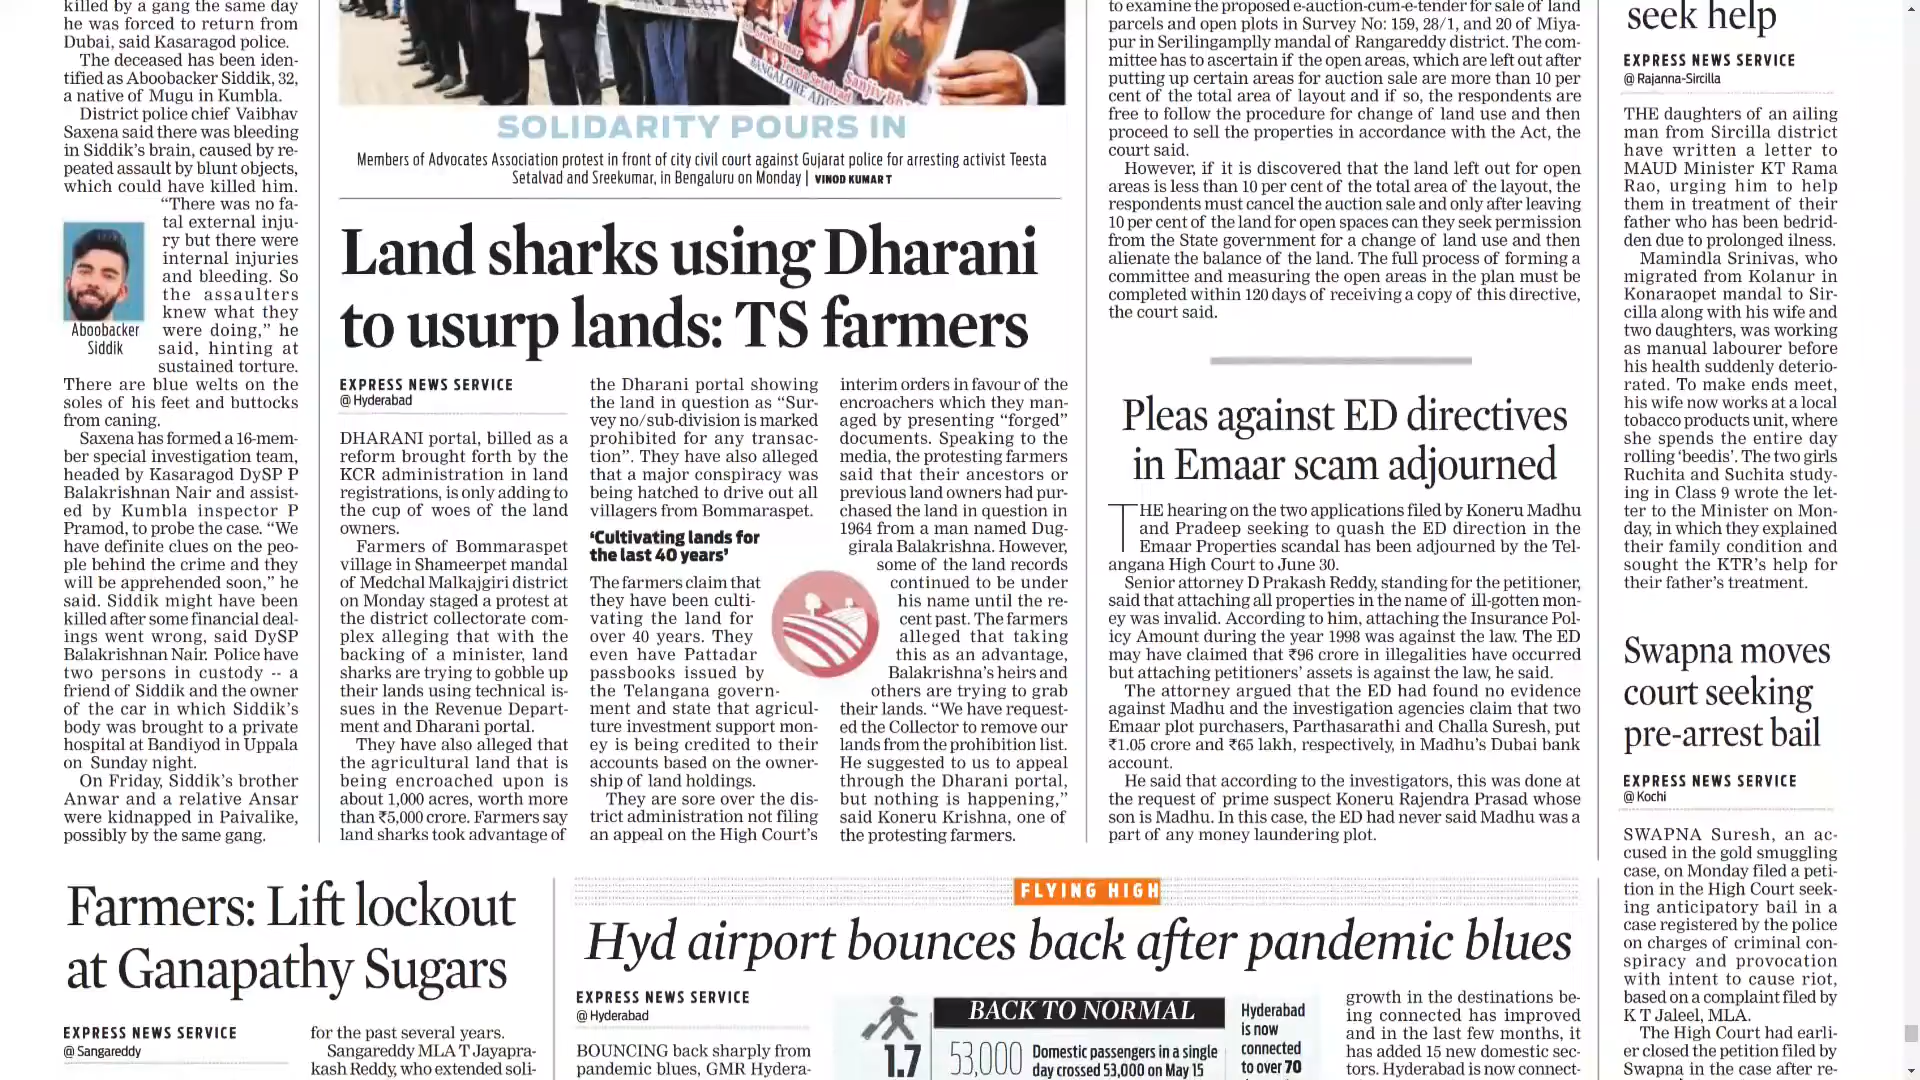 killed by a gang the same day
he was forced to return from
Dubai, said Kasaragod police.
The deceased has been iden-
tified as Aboobacker Siddik, 32,
a native of Mugu in Kumbla.
District police chief Vaibhav
Saxena said there was bleeding
in Siddik's brain, caused by re-
peated assault by blunt objects,
which could have killed him.
"There was no fa-
tal external inju-
ry but there were
internal injuries
and bleeding. So
the assaulters
knew what they
were doing," he
said, hinting at
sustained torture.
Aboobacker
Siddik
There are blue welts on the
soles of his feet and buttocks
from caning.
Saxena has formed a 16-mem-
ber special investigation team,
headed by Kasaragod DySP P
Balakrishnan Nair and assist-
ed by Kumbla inspector P
Pramod, to probe the case. "We
have definite clues on the peo-
ple behind the crime and they
will be apprehended soon," he
said. Siddik might have been
killed after some financial deal-
ings went wrong, said DySP
Balakrishnan Nair. Police have
two persons in custody -- a
friend of Siddik and the owner
of the car in which Siddik's
body was brought to a private
hospital at Bandiyod in Uppala
on Sunday night.
On Friday, Siddik's brother
Anwar and a relative Ansar
were kidnapped in Paivalike,
possibly by the same gang.
Sreekumar
Teesta Setalvad
Sanjiv Bh
BANGALORE ADV
SOLIDARITY POURS IN
Members of Advocates Association protest in front of city civil court against Gujarat police for arresting activist Teesta
Setalvad and Sreekumar, in Bengaluru on Monday | VINOD KUMAR T
Land sharks using Dharani
to usurp lands: TS farmers
EXPRESS NEWS SERVICE
@ Hyderabad
DHARANI portal, billed as a
reform brought forth by the
KCR administration in land
registrations, is only adding to
the cup of woes of the land
owners.
Farmers of Bommaraspet
village in Shameerpet mandal
of Medchal Malkajgiri district
on Monday staged a protest at
the district collectorate com-
plex alleging that with the
backing of a minister, land
sharks are trying to gobble up
their lands using technical is-
sues in the Revenue Depart-
ment and Dharani portal.
They have also alleged that
the agricultural land that is
being encroached upon is
about 1,000 acres, worth more
than ₹5,000 crore. Farmers say
land sharks took advantage of
the Dharani portal showing
the land in question as "Sur-
vey no/sub-division is marked
prohibited for any transac-
tion". They have also alleged
that a major conspiracy was
being hatched to drive out all
villagers from Bommaraspet.
'Cultivating lands for
the last 40 years'
The farmers claim that
they have been culti-
vating the land for
over 40 years. They
even have Pattadar
passbooks issued by
the Telangana govern-
ment and state that agricul-
ture investment support mon-
ey is being credited to their
accounts based on the owner-
ship of land holdings.
They are sore over the dis-
trict administration not filing
an appeal on the High Court's
interim orders in favour of the
encroachers which they man-
aged by presenting "forged"
documents. Speaking to the
media, the protesting farmers
said that their ancestors or
previous land owners had pur-
chased the land in question in
1964 from a man named Dug-
girala Balakrishna. However,
some of the land records
continued to be under
his name until the re-
cent past. The farmers
alleged that taking
this as an advantage,
Balakrishna's heirs and
others are trying to grab
their lands. "We have request-
ed the Collector to remove our
lands from the prohibition list.
He suggested to us to appeal
through the Dharani portal,
but nothing is happening,"
said Koneru Krishna, one of
the protesting farmers.
to examine the proposed e-auction-cum-e-tender for sale of land
parcels and open plots in Survey No: 159, 28/1, and 20 of Miya-
pur in Serilingamplly mandal of Rangareddy district. The com-
mittee has to ascertain if the open areas, which are left out after
putting up certain areas for auction sale are more than 10 per
cent of the total area of layout and if so, the respondents are
free to follow the procedure for change of land use and then
proceed to sell the properties in accordance with the Act, the
court said.
However, if it is discovered that the land left out for open
areas is less than 10 per cent of the total area of the layout, the
respondents must cancel the auction sale and only after leaving
10 per cent of the land for open spaces can they seek permission
from the State government for a change of land use and then
alienate the balance of the land. The full process of forming a
committee and measuring the open areas in the plan must be
completed within 120 days of receiving a copy of this directive,
the court said.
Pleas against ED directives
in Emaar scam adjourned
THE hearing on the two applications filed by Koneru Madhu
and Pradeep seeking to quash the ED direction in the
Emaar Properties scandal has been adjourned by the Tel-
angana High Court to June 30.
Senior attorney D Prakash Reddy, standing for the petitioner,
said that attaching all properties in the name of ill-gotten mon-
ey was invalid. According to him, attaching the Insurance Pol-
icy Amount during the year 1998 was against the law. The ED
may have claimed that ₹96 crore in illegalities have occurred
but attaching petitioners' assets is against the law, he said.
The attorney argued that the ED had found no evidence
against Madhu and the investigation agencies claim that two
Emaar plot purchasers, Parthasarathi and Challa Suresh, put
₹1.05 crore and ₹65 lakh, respectively, in Madhu's Dubai bank
account.
He said that according to the investigators, this was done at
the request of prime suspect Koneru Rajendra Prasad whose
son is Madhu. In this case, the ED had never said Madhu was a
part of any money laundering plot.
seek help
EXPRESS NEWS SERVICE
@ Rajanna-Sircilla
THE daughters of an ailing
man from Sircilla district
have written a letter to
MAUD Minister KT Rama
Rao, urging him to help
them in treatment of their
father who has been bedrid-
den due to prolonged ilness.
Mamindla Srinivas, who
migrated from Kolanur in
Konaraopet mandal to Sir-
cilla along with his wife and
two daughters, was working
as manual labourer before
his health suddenly deterio-
rated. To make ends meet,
his wife now works at a local
tobacco products unit, where
she spends the entire day
rolling 'beedis'. The two girls
Ruchita and Suchita study-
ing in Class 9 wrote the let-
ter to the Minister on Mon-
day, in which they explained
their family condition and
sought the KTR's help for
their father's treatment.
Swapna moves
court seeking
pre-arrest bail
EXPRESS NEWS SERVICE
@ Kochi
SWAPNA Suresh, an ac-
cused in the gold smuggling
case, on Monday filed a peti-
tion in the High Court seek-
ing anticipatory bail in a
case registered by the police
on charges of criminal con-
spiracy and provocation
with intent to cause riot,
based on a complaint filed by
K T Jaleel, MLA.
The High Court had earli-
er closed the petition filed by
Swapna in the case after re-
Farmers: Lift lockout
at Ganapathy Sugars
EXPRESS NEWS SERVICE
@ Sangareddy
for the past several years.
Sangareddy MLA T Jayapra-
kash Reddy, who extended soli-
FLYING HIGH
Hyd airport bounces back after pandemic blues
EXPRESS NEWS SERVICE
@ Hyderabad
BOUNCING back sharply from
pandemic blues, GMR Hydera-
1.7
BACK TO NORMAL
53,000 Domestic passengers in a single
day crossed 53,000 on May 15
Hyderabad
is now
connected
to over 70
growth in the destinations be-
ing connected has improved
and in the last few months, it
has added 15 new domestic sec-
tors. Hyderabad is now connect-